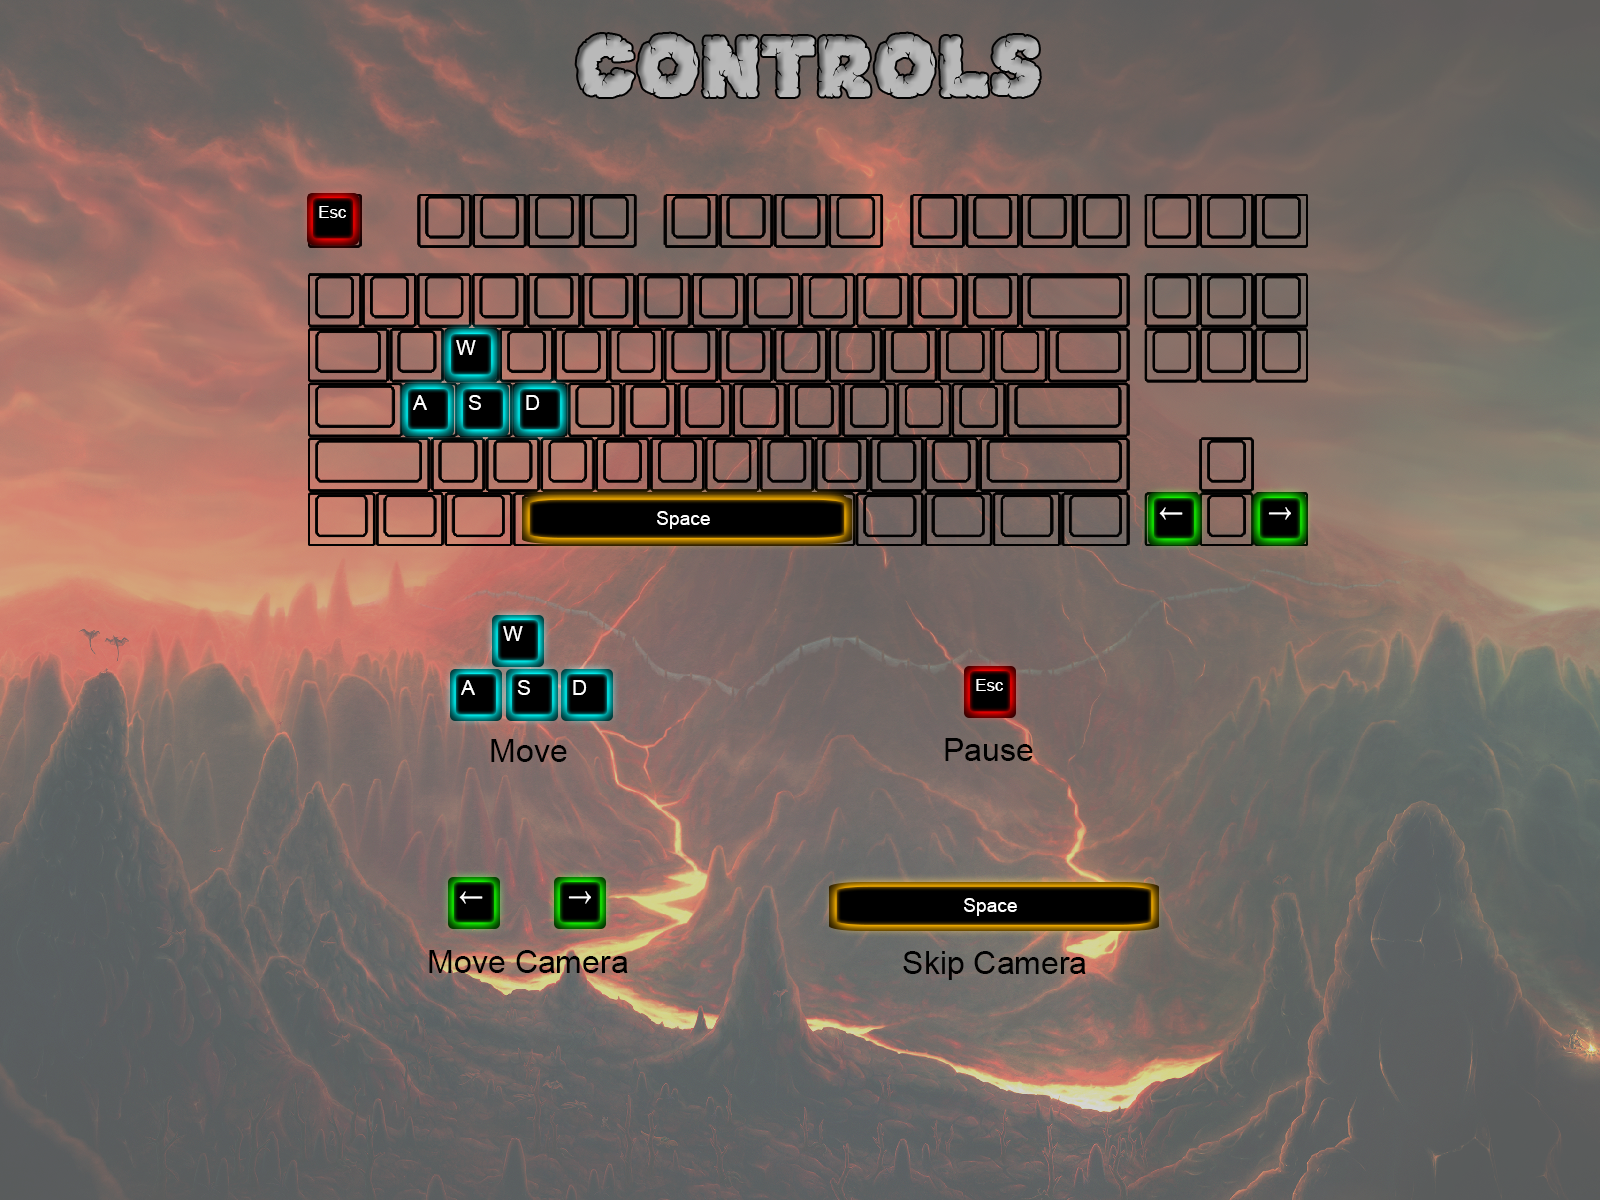 CONTROLS
Esc
W
A S D
Space
← →
W
A S D
Move
Esc
Pause
← →
Move Camera
Space
Skip Camera